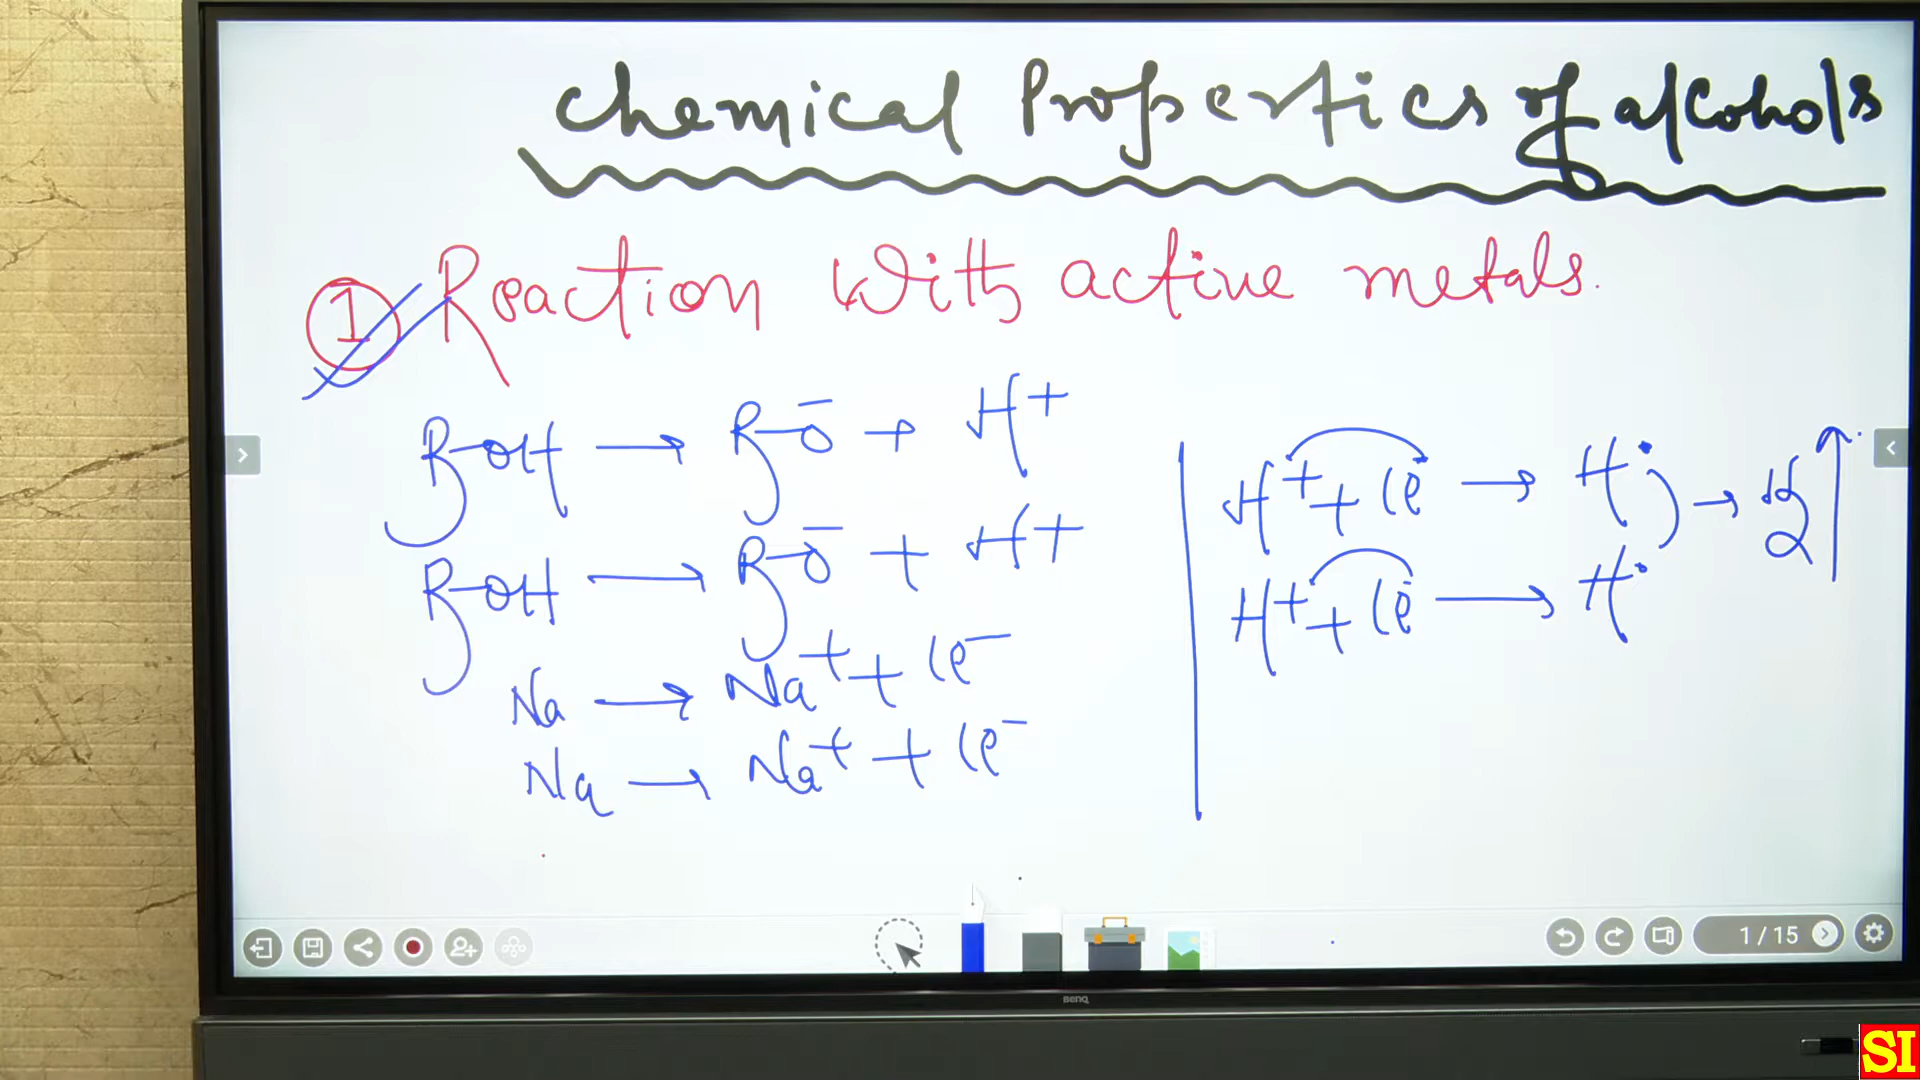 Chemical Properties of alcohols
1 Reaction with active metals.
R-OH → R-O⁻ + H⁺
R-OH → R-O⁻ + H⁺
Na → Na⁺ + 1e⁻
Na → Na⁺ + 1e⁻
H⁺ + 1e → H•
→ H₂ ↑
H⁺ + 1e → H•
1 / 15
BenQ
SI